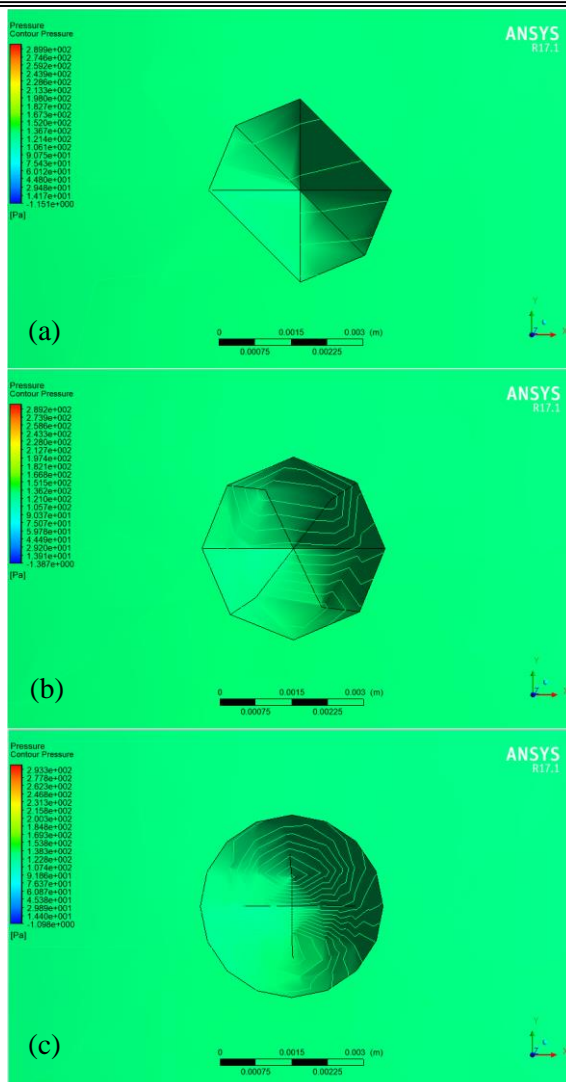 Pressure
Contour Pressure
2.899e+002
2.746e+002
2.592e+002
2.439e+002
2.286e+002
2.133e+002
1.980e+002
1.827e+002
1.673e+002
1.520e+002
1.367e+002
1.214e+002
1.061e+002
9.075e+001
7.543e+001
6.012e+001
4.480e+001
2.948e+001
1.417e+001
-1.151e+000
[Pa]
ANSYS
R17.1
(a)
0 0.0015 0.003 (m)
0.00075 0.00225
Y
Z X
Pressure
Contour Pressure
2.892e+002
2.739e+002
2.586e+002
2.433e+002
2.280e+002
2.127e+002
1.974e+002
1.821e+002
1.668e+002
1.515e+002
1.362e+002
1.210e+002
1.057e+002
9.037e+001
7.507e+001
5.978e+001
4.449e+001
2.920e+001
1.391e+001
-1.387e+000
[Pa]
ANSYS
R17.1
(b)
0 0.0015 0.003 (m)
0.00075 0.00225
Y
Z X
Pressure
Contour Pressure
2.933e+002
2.778e+002
2.623e+002
2.468e+002
2.313e+002
2.158e+002
2.003e+002
1.848e+002
1.693e+002
1.538e+002
1.383e+002
1.228e+002
1.074e+002
9.186e+001
7.637e+001
6.087e+001
4.538e+001
2.989e+001
1.440e+001
-1.098e+000
[Pa]
ANSYS
R17.1
(c)
0 0.0015 0.003 (m)
0.00075 0.00225
Y
Z X